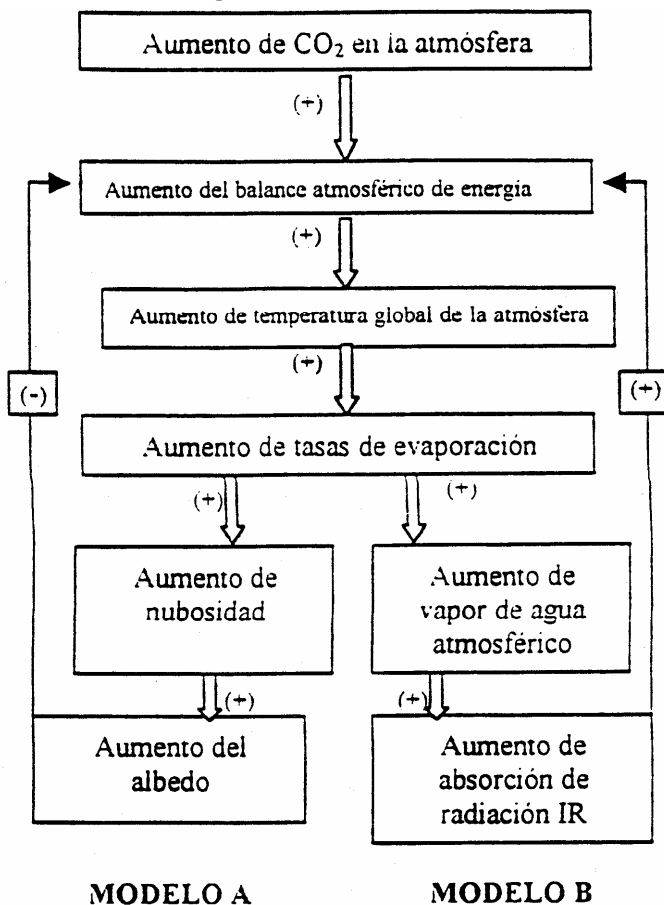 Aumento de CO₂ en la atmósfera
(+)
Aumento del balance atmosférico de energía
(+)
Aumento de temperatura global de la atmósfera
(+)
(-)
(+)
Aumento de tasas de evaporación
(+)
(+)
Aumento de
nubosidad
Aumento de
vapor de agua
atmosférico
(+)
(+)
Aumento del
albedo
Aumento de
absorción de
radiación IR
MODELO A
MODELO B